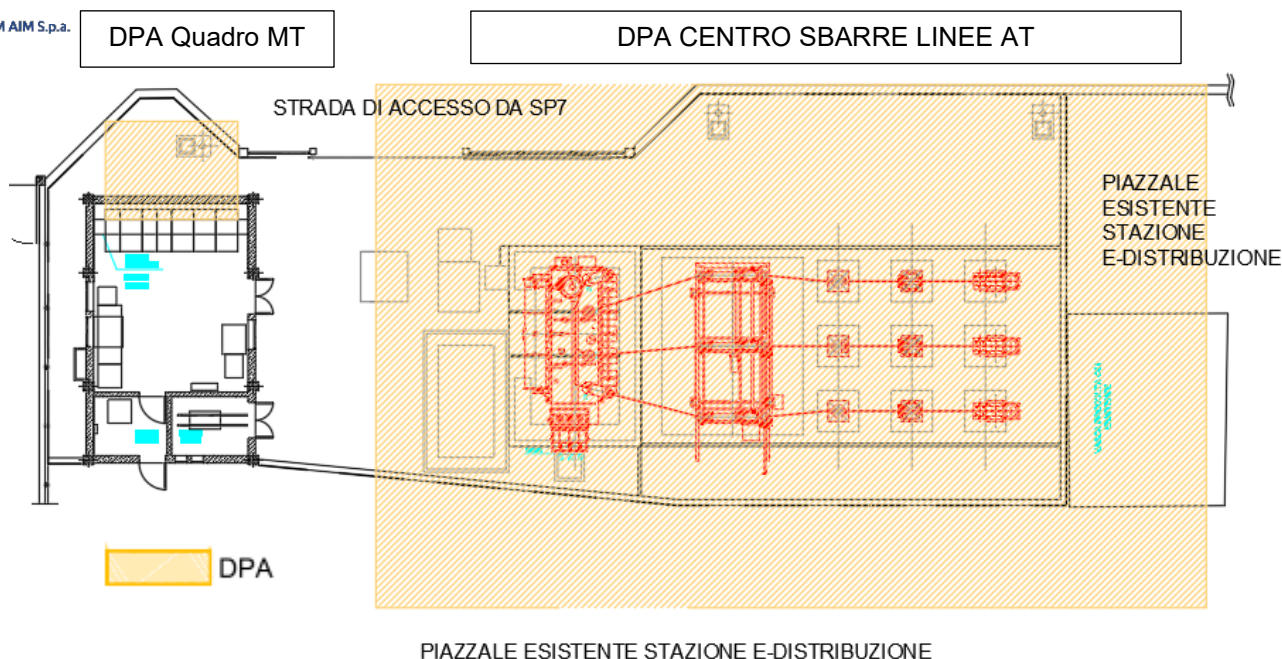 M AIM S.p.a.
DPA Quadro MT
DPA CENTRO SBARRE LINEE AT
STRADA DI ACCESSO DA SP7
PIAZZALE
ESISTENTE
STAZIONE
E-DISTRIBUZIONE
DPA
PIAZZALE ESISTENTE STAZIONE E-DISTRIBUZIONE